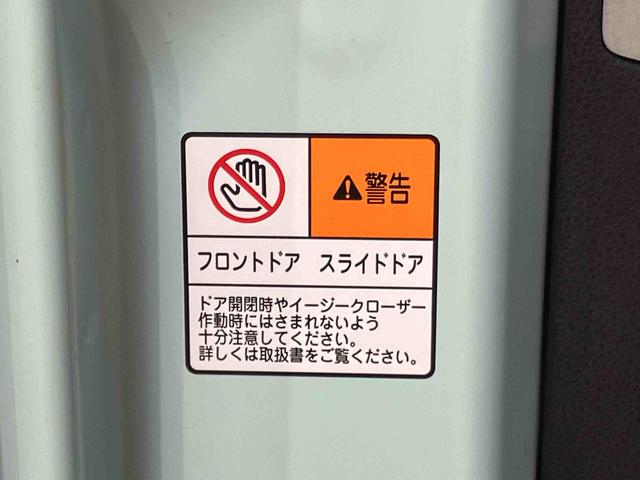 警告
フロントドア　スライドドア
ドア開閉時やイージークローザー
作動時にはさまれないよう
十分注意してください。
詳しくは取扱書をご覧ください。